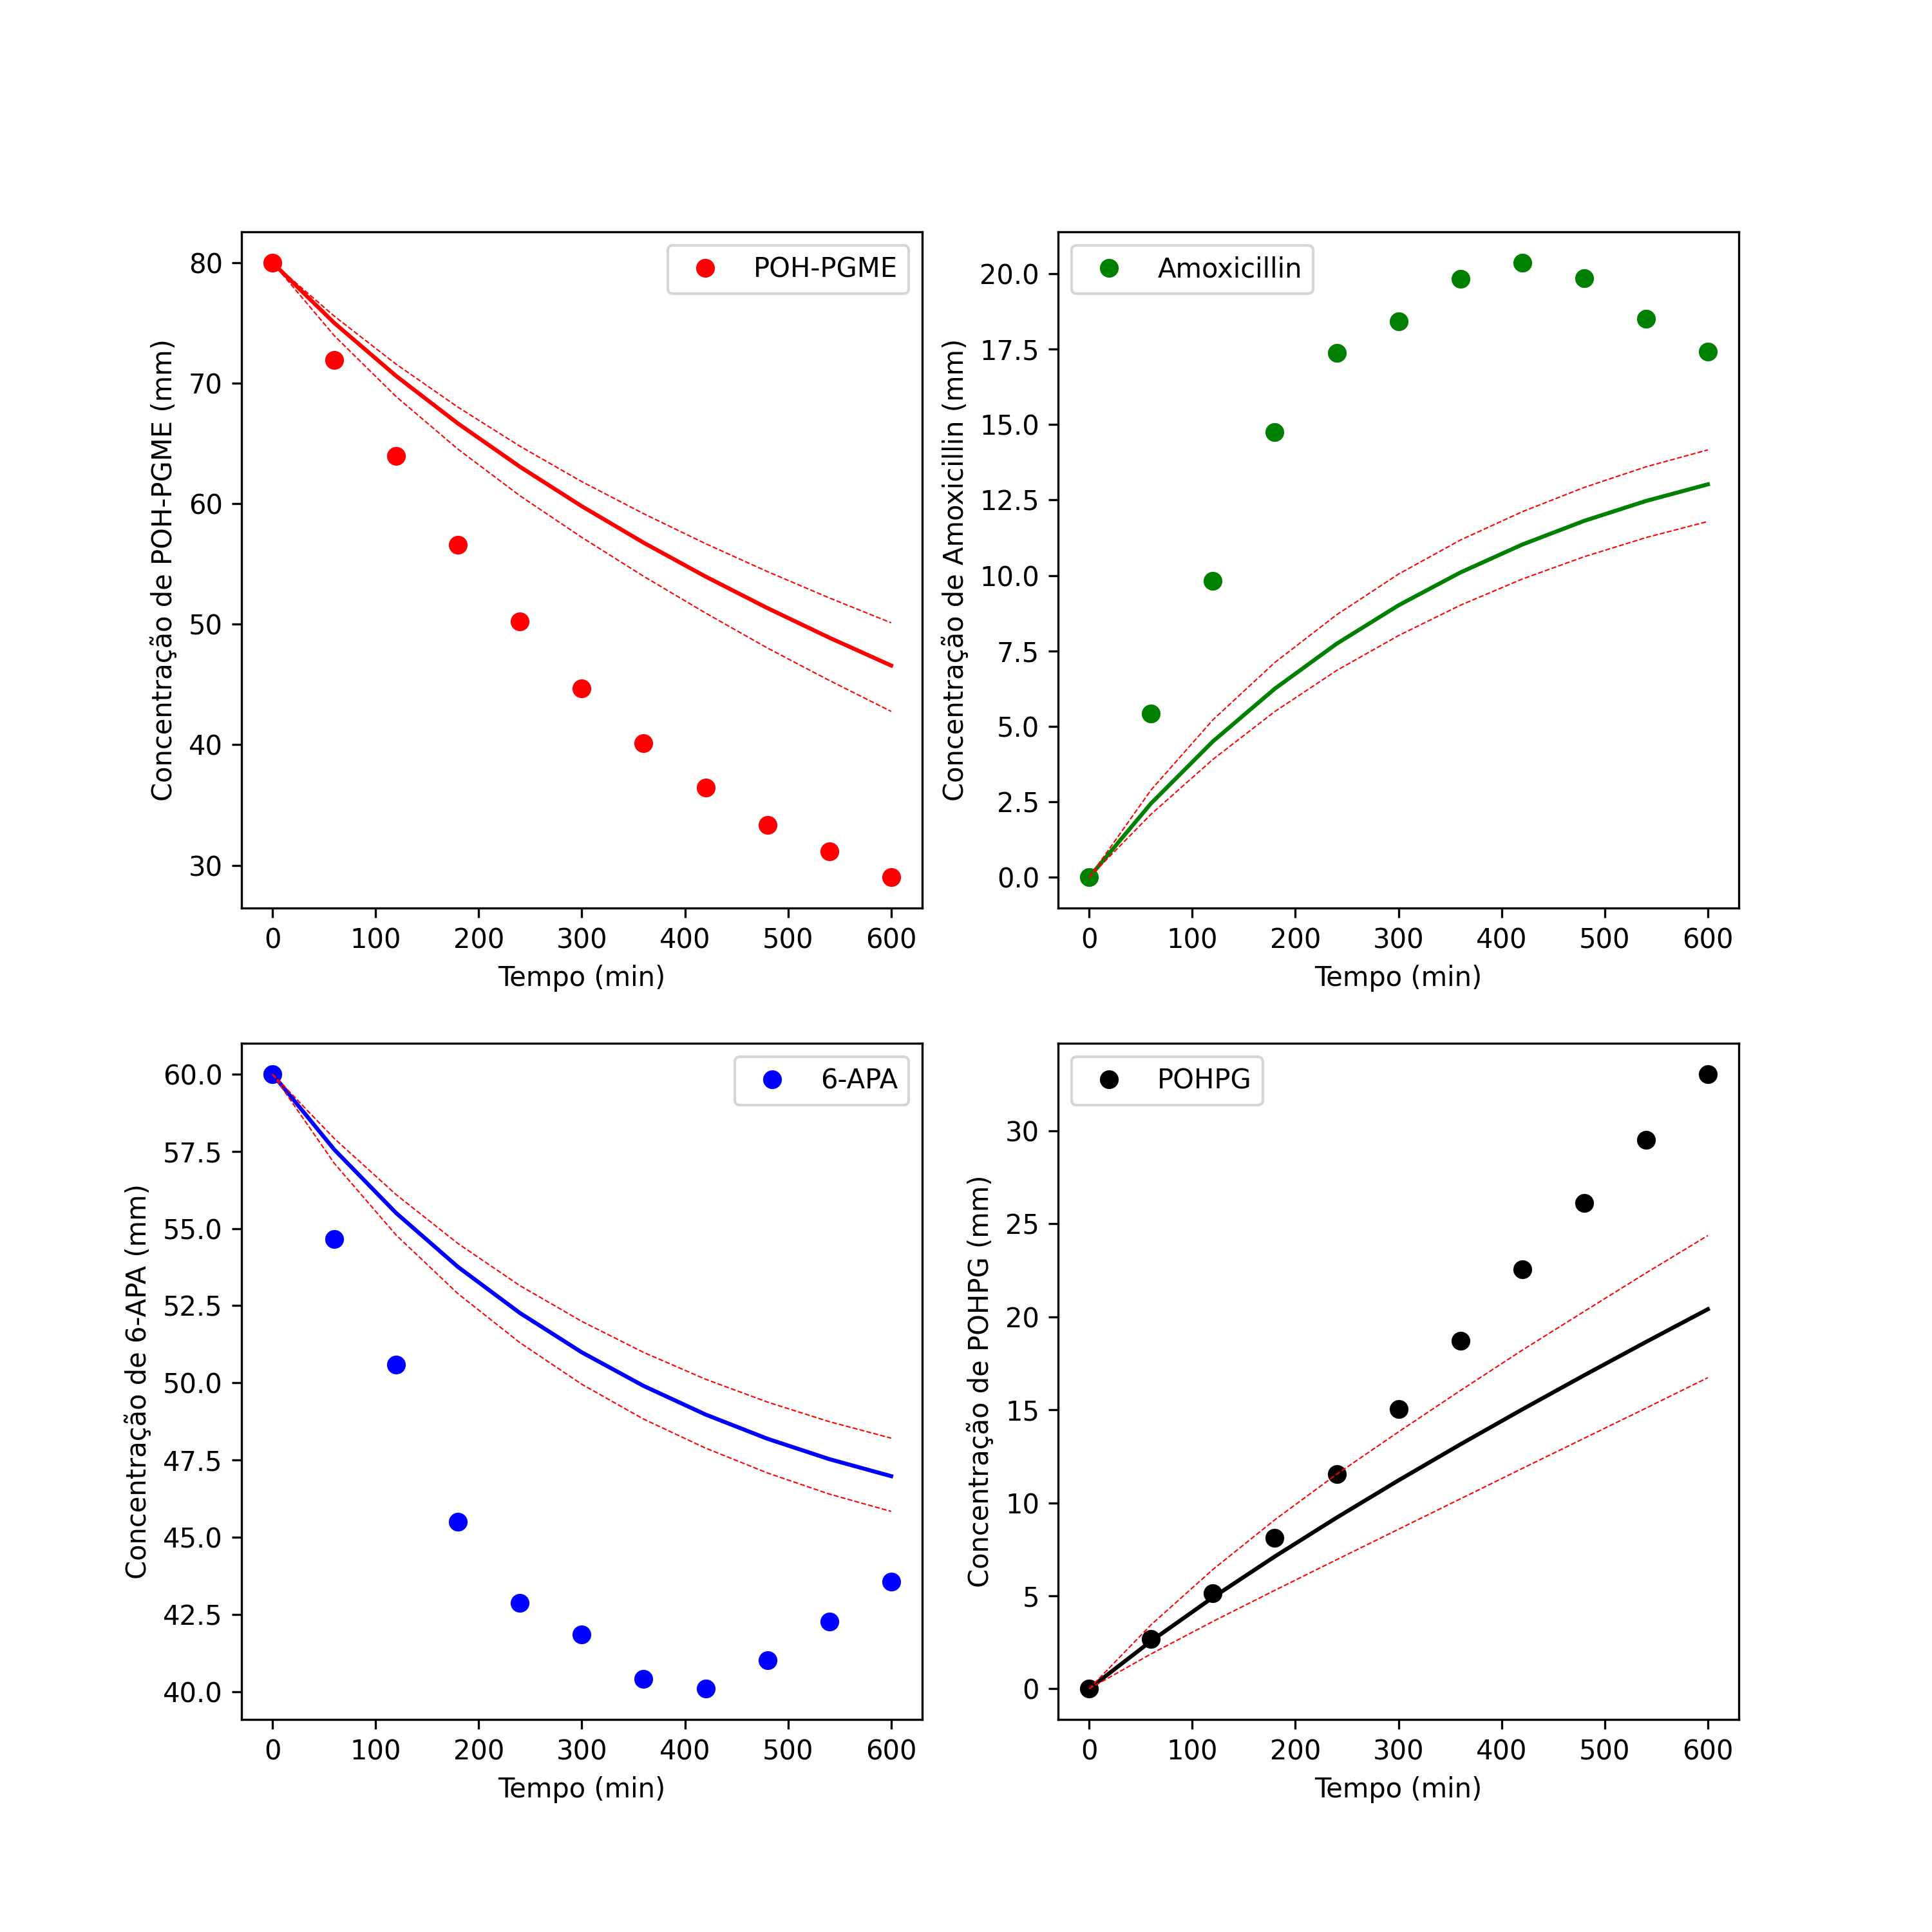 POH-PGME
Concentração de POH-PGME (mm)
80
70
60
50
40
30
0 100 200 300 400 500 600
Tempo (min)
Amoxicillin
Concentração de Amoxicillin (mm)
20.0
17.5
15.0
12.5
10.0
7.5
5.0
2.5
0.0
0 100 200 300 400 500 600
Tempo (min)
6-APA
Concentração de 6-APA (mm)
60.0
57.5
55.0
52.5
50.0
47.5
45.0
42.5
40.0
0 100 200 300 400 500 600
Tempo (min)
POHPG
Concentração de POHPG (mm)
30
25
20
15
10
5
0
0 100 200 300 400 500 600
Tempo (min)